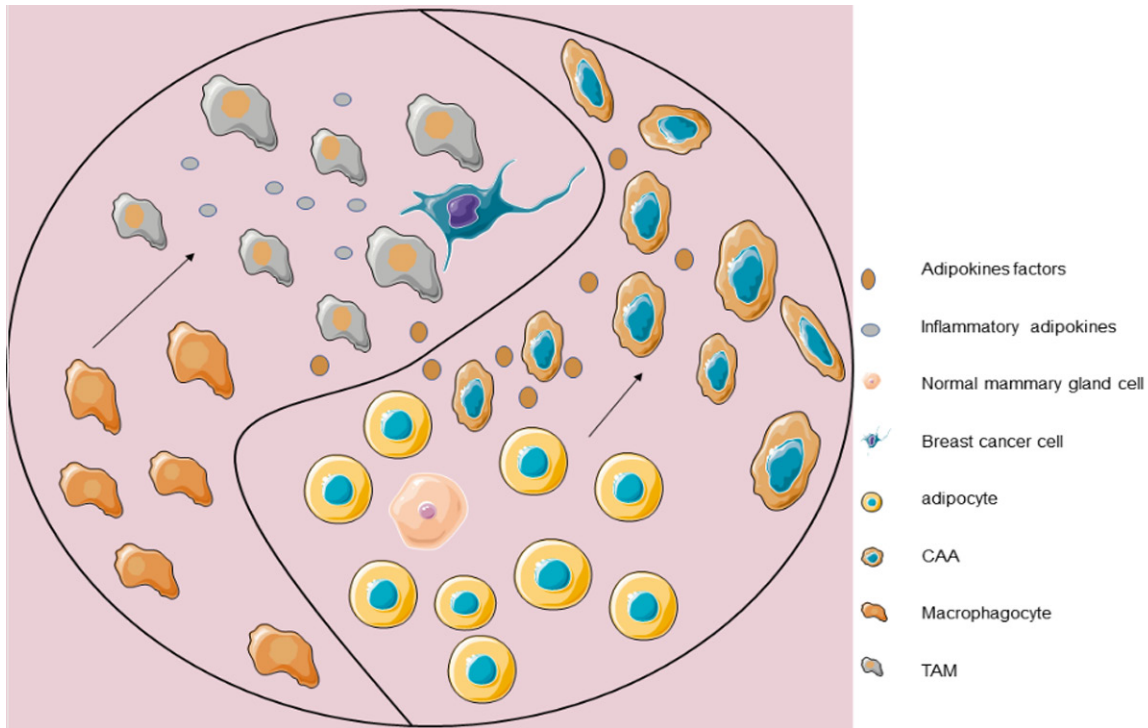 Adipokines factors
Inflammatory adipokines
Normal mammary gland cell
Breast cancer cell
adipocyte
CAA
Macrophagocyte
TAM